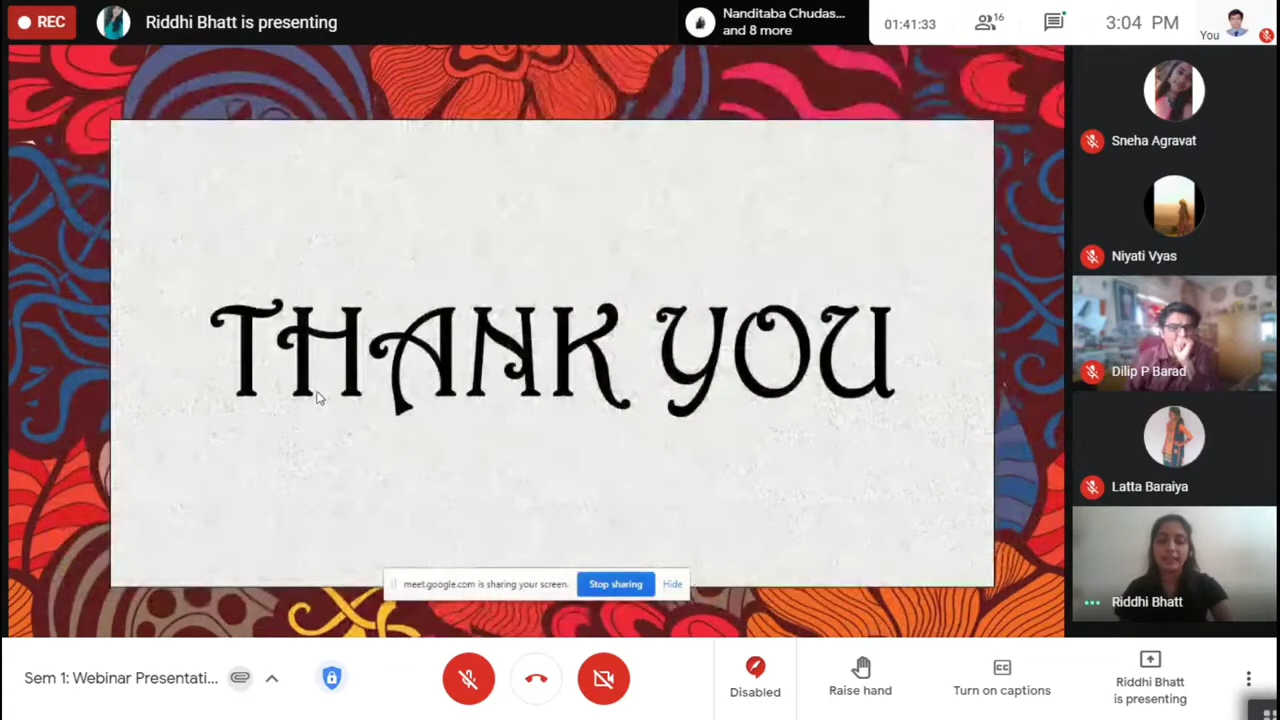 REC
Riddhi Bhatt is presenting
Nanditaba Chudas...
and 8 more
01:41:33
16
3:04 PM
You
THANK YOU
Sneha Agravat
Niyati Vyas
Dilip P Barad
Latta Baraiya
Riddhi Bhatt
meet.google.com is sharing your screen.
Stop sharing
Hide
Sem 1: Webinar Presentati...
Disabled
Raise hand
CC
Turn on captions
Riddhi Bhatt
is presenting